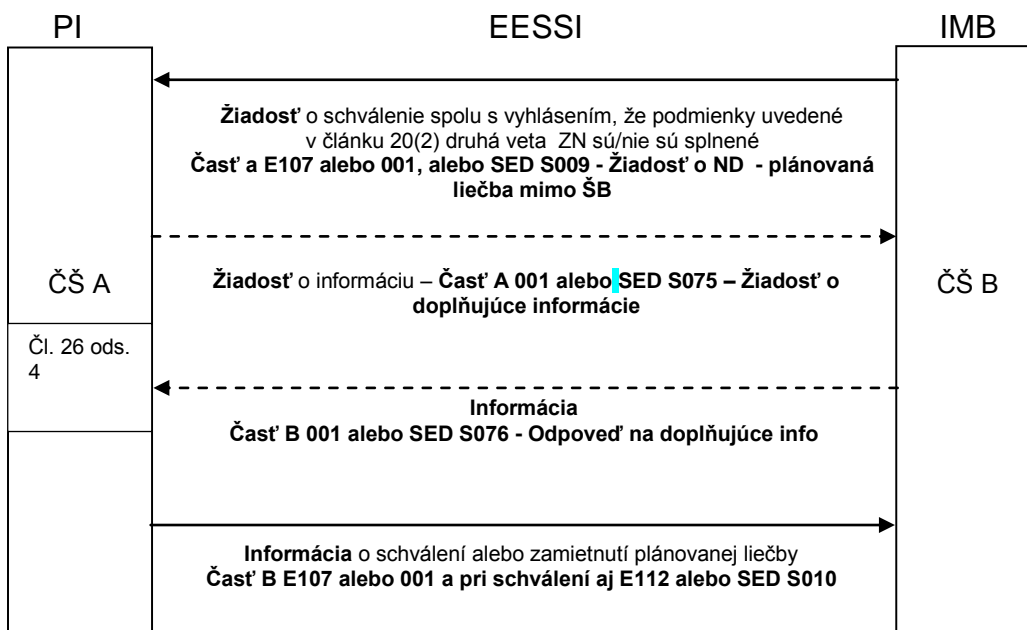 PI
EESSI
IMB
Žiadosť o schválenie spolu s vyhlásením, že podmienky uvedené
v článku 20(2) druhá veta ZN sú/nie sú splnené
Časť a E107 alebo 001, alebo SED S009 - Žiadosť o ND - plánovaná
liečba mimo ŠB
ČŠ A
Žiadosť o informáciu – Časť A 001 alebo SED S075 – Žiadosť o
doplňujúce informácie
ČŠ B
Čl. 26 ods.
4
Informácia
Časť B 001 alebo SED S076 - Odpoveď na doplňujúce info
Informácia o schválení alebo zamietnutí plánovanej liečby
Časť B E107 alebo 001 a pri schválení aj E112 alebo SED S010